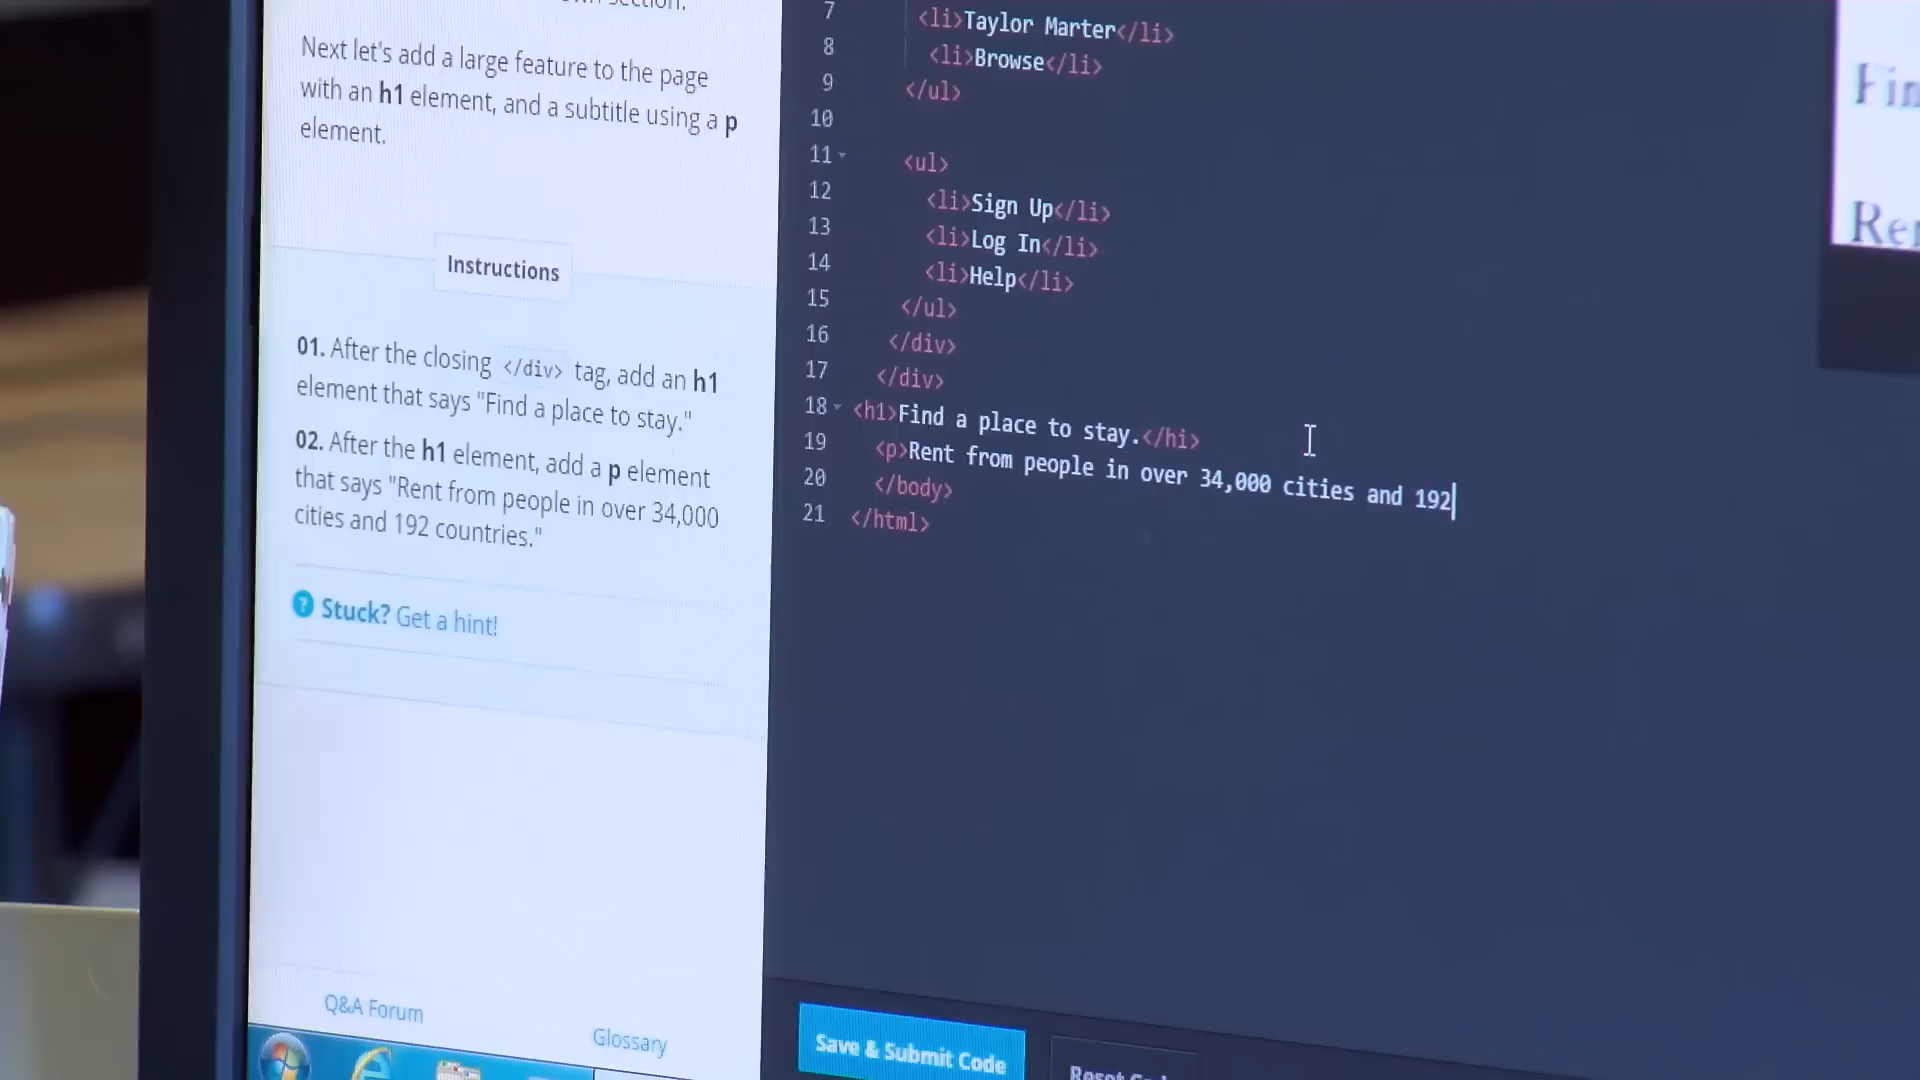 section.
Next let's add a large feature to the page
with an h1 element, and a subtitle using a p
element.
Instructions
01. After the closing </div> tag, add an h1
element that says "Find a place to stay."
02. After the h1 element, add a p element
that says "Rent from people in over 34,000
cities and 192 countries."
? Stuck? Get a hint!
Q&A Forum
Glossary
7 <li>Taylor Marter</li>
8 <li>Browse</li>
9 </ul>
10
11 <ul>
12 <li>Sign Up</li>
13 <li>Log In</li>
14 <li>Help</li>
15 </ul>
16 </div>
17 </div>
18 <h1>Find a place to stay.</hi>
19 <p>Rent from people in over 34,000 cities and 192
20 </body>
21 </html>
Save & Submit Code
Reset
Fin
Re